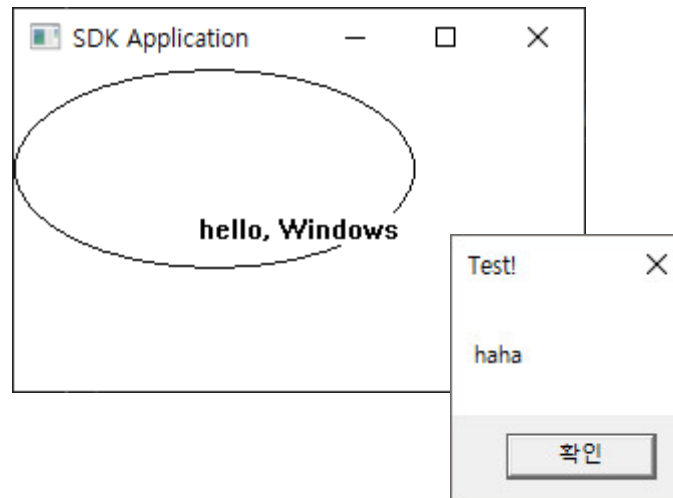 SDK Application
hello, Windows
Test!
haha
확인